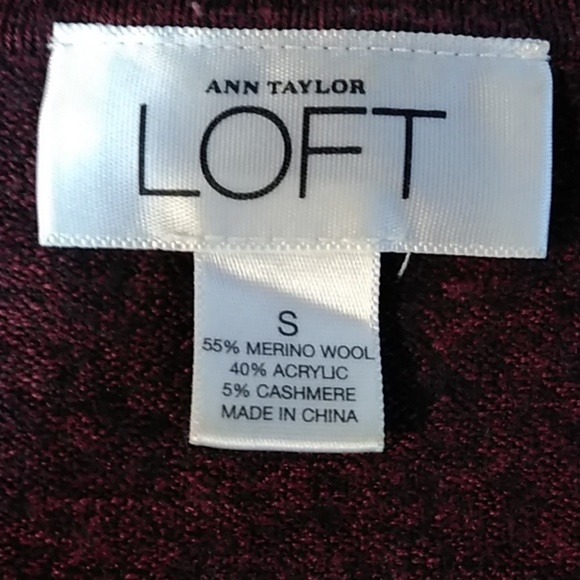 ANN TAYLOR
LOFT
S
55% MERINO WOOL
40% ACRYLIC
5% CASHMERE
MADE IN CHINA